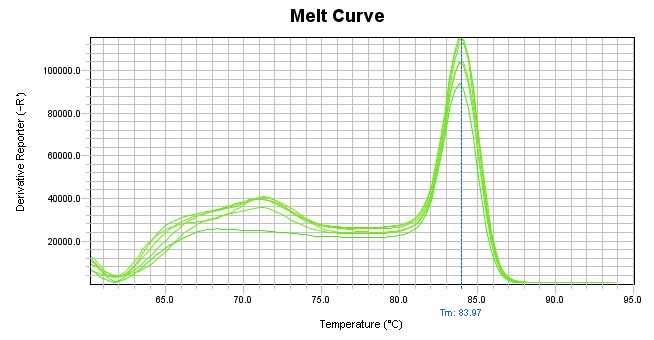 Melt Curve
Derivative Reporter (-R')
100000.0
80000.0
60000.0
40000.0
20000.0
65.0 70.0 75.0 80.0 85.0 90.0 95.0
Tm: 83.97
Temperature (°C)